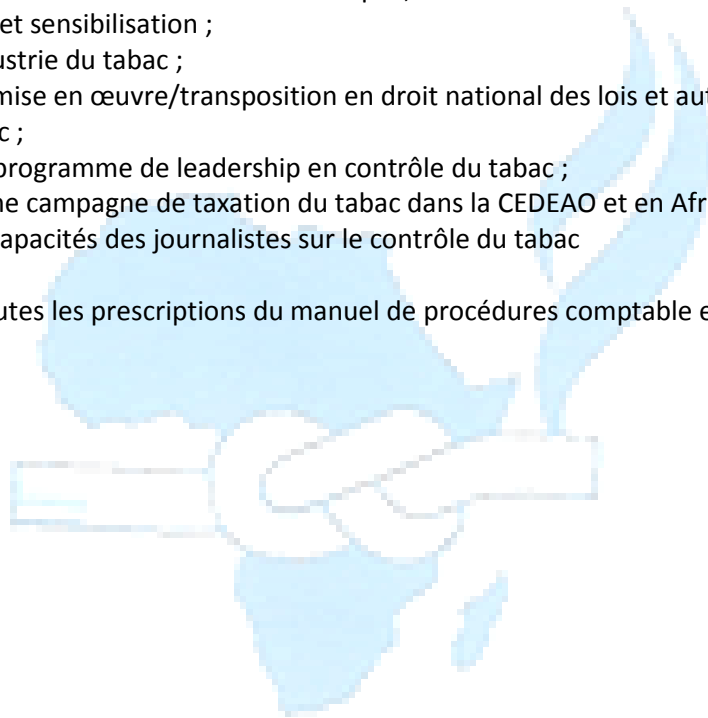 et sensibilisation ;
ustrie du tabac ;
mise en œuvre/transposition en droit national des lois et aut
c ;
programme de leadership en contrôle du tabac ;
ne campagne de taxation du tabac dans la CEDEAO et en Afr
capacités des journalistes sur le contrôle du tabac
utes les prescriptions du manuel de procédures comptable e